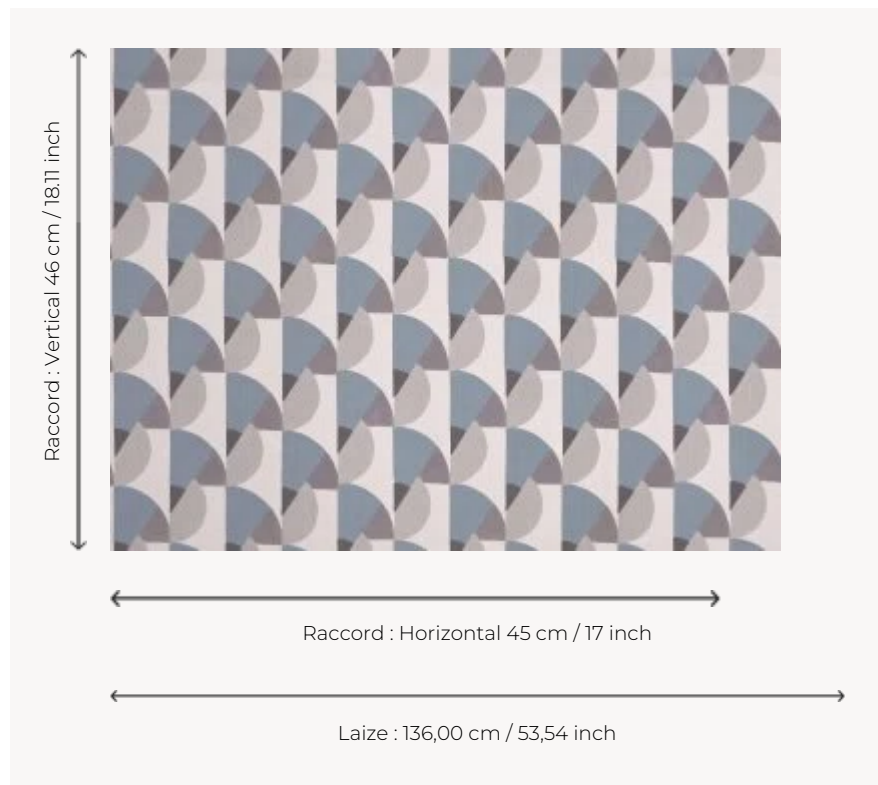 Raccord : Vertical 46 cm / 18.11 inch
Raccord : Horizontal 45 cm / 17 inch
Laize : 136,00 cm / 53,54 inch